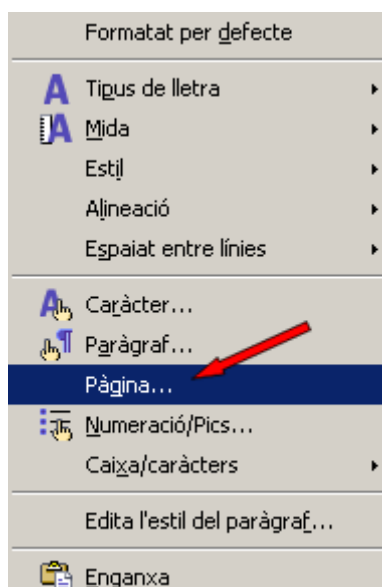 Formatat per defecte
Tipus de lletra
Mida
Estil
Alineació
Espaiat entre línies
Caràcter...
Paràgraf...
Pàgina...
Numeració/Pics...
Caixa/caràcters
Edita l'estil del paràgraf...
Enganxa